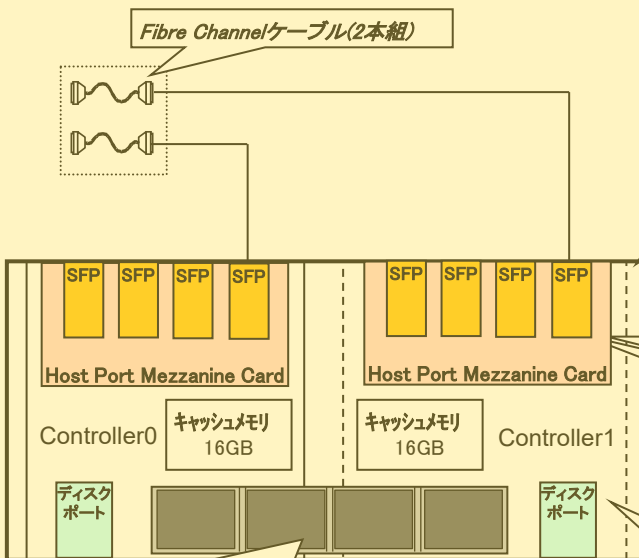 Fibre Channelケーブル(2本組)
SFP SFP SFP SFP
SFP SFP SFP SFP
Host Port Mezzanine Card
Host Port Mezzanine Card
Controller0
キャッシュメモリ
16GB
キャッシュメモリ
16GB
Controller1
ディスク
ポート
ディスク
ポート